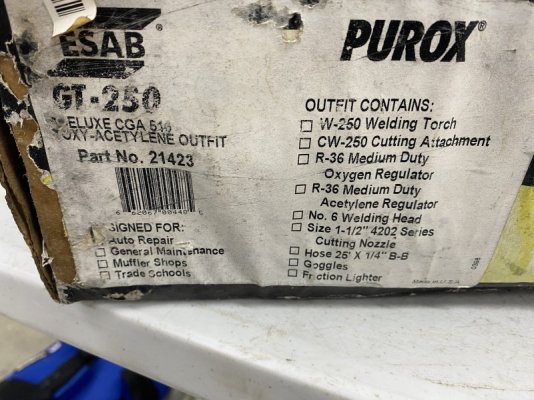 ESAB
PUROX®
GT-250
ELUXE CGA 510
OXY-ACETYLENE OUTFIT
Part No. 21423
SIGNED FOR:
Auto Repair
General Maintenance
Muffler Shops
Trade Schools
OUTFIT CONTAINS:
W-250 Welding Torch
CW-250 Cutting Attachment
R-36 Medium Duty
Oxygen Regulator
R-36 Medium Duty
Acetylene Regulator
No. 6 Welding Head
Size 1-1/2" 4202 Series
Cutting Nozzle
Hose 25' X 1/4" B-B
Goggles
Friction Lighter
Made in U.S.A.